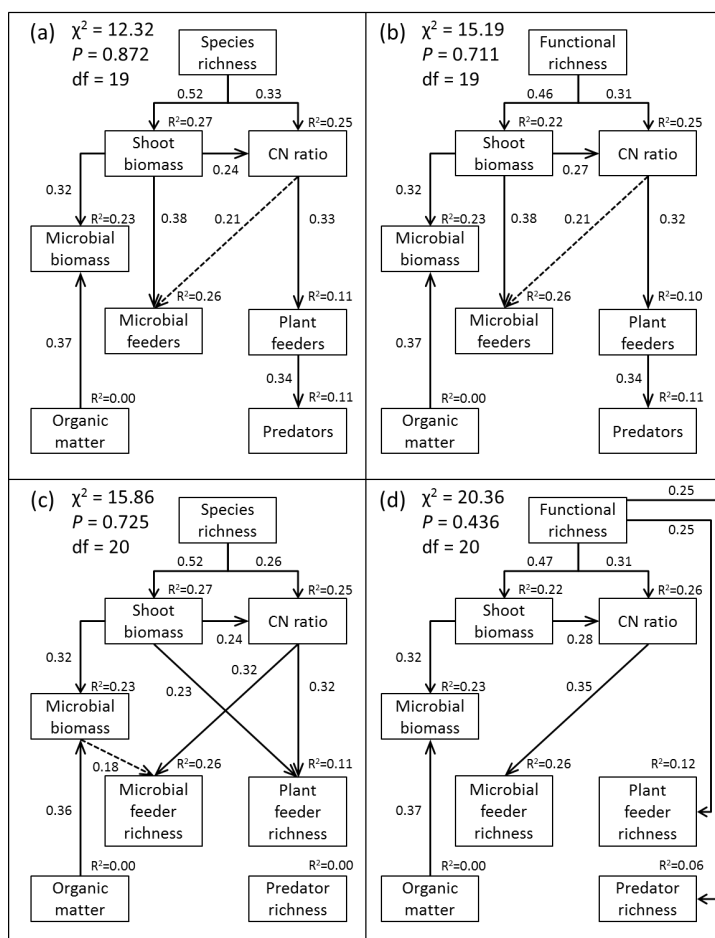 (a)
χ² = 12.32
P = 0.872
df = 19
Species
richness
0.52
0.33
R²=0.27
R²=0.25
Shoot
biomass
CN ratio
0.24
0.32
0.38
0.21
0.33
R²=0.23
Microbial
biomass
R²=0.26
R²=0.11
Microbial
feeders
Plant
feeders
0.37
0.34
R²=0.00
R²=0.11
Organic
matter
Predators
(b)
χ² = 15.19
P = 0.711
df = 19
Functional
richness
0.46
0.31
R²=0.22
R²=0.25
Shoot
biomass
CN ratio
0.27
0.32
0.38
0.21
0.32
R²=0.23
Microbial
biomass
R²=0.26
R²=0.10
Microbial
feeders
Plant
feeders
0.37
0.34
R²=0.00
R²=0.11
Organic
matter
Predators
(c)
χ² = 15.86
P = 0.725
df = 20
Species
richness
0.52
0.26
R²=0.27
R²=0.25
Shoot
biomass
CN ratio
0.24
0.32
0.32
0.23
0.32
R²=0.23
Microbial
biomass
0.18
R²=0.26
R²=0.11
Microbial
feeder
richness
Plant
feeder
richness
0.36
R²=0.00
R²=0.00
Organic
matter
Predator
richness
(d)
χ² = 20.36
P = 0.436
df = 20
Functional
richness
0.25
0.25
0.47
0.31
R²=0.22
R²=0.26
Shoot
biomass
CN ratio
0.28
0.32
0.35
R²=0.23
Microbial
biomass
R²=0.26
R²=0.12
Microbial
feeder
richness
Plant
feeder
richness
0.37
R²=0.00
R²=0.06
Organic
matter
Predator
richness